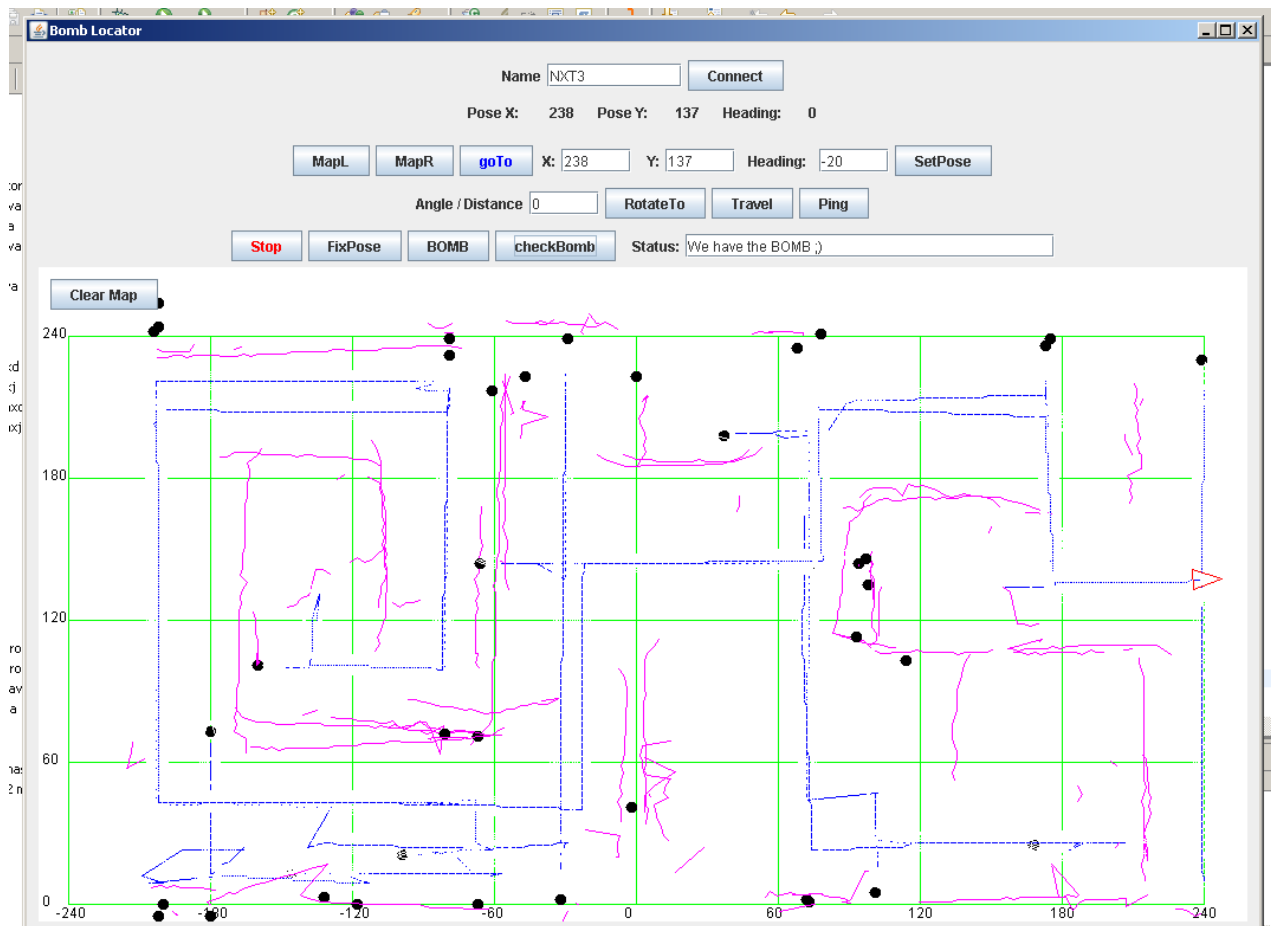 Bomb Locator
Name NXT3 Connect
Pose X: 238 Pose Y: 137 Heading: 0
MapL MapR goTo X: 238 Y: 137 Heading: -20 SetPose
Angle / Distance 0 RotateTo Travel Ping
Stop FixPose BOMB checkBomb Status: We have the BOMB ;)
Clear Map
240
180
120
60
0
-240 -120 -60 0 60 120 180 240